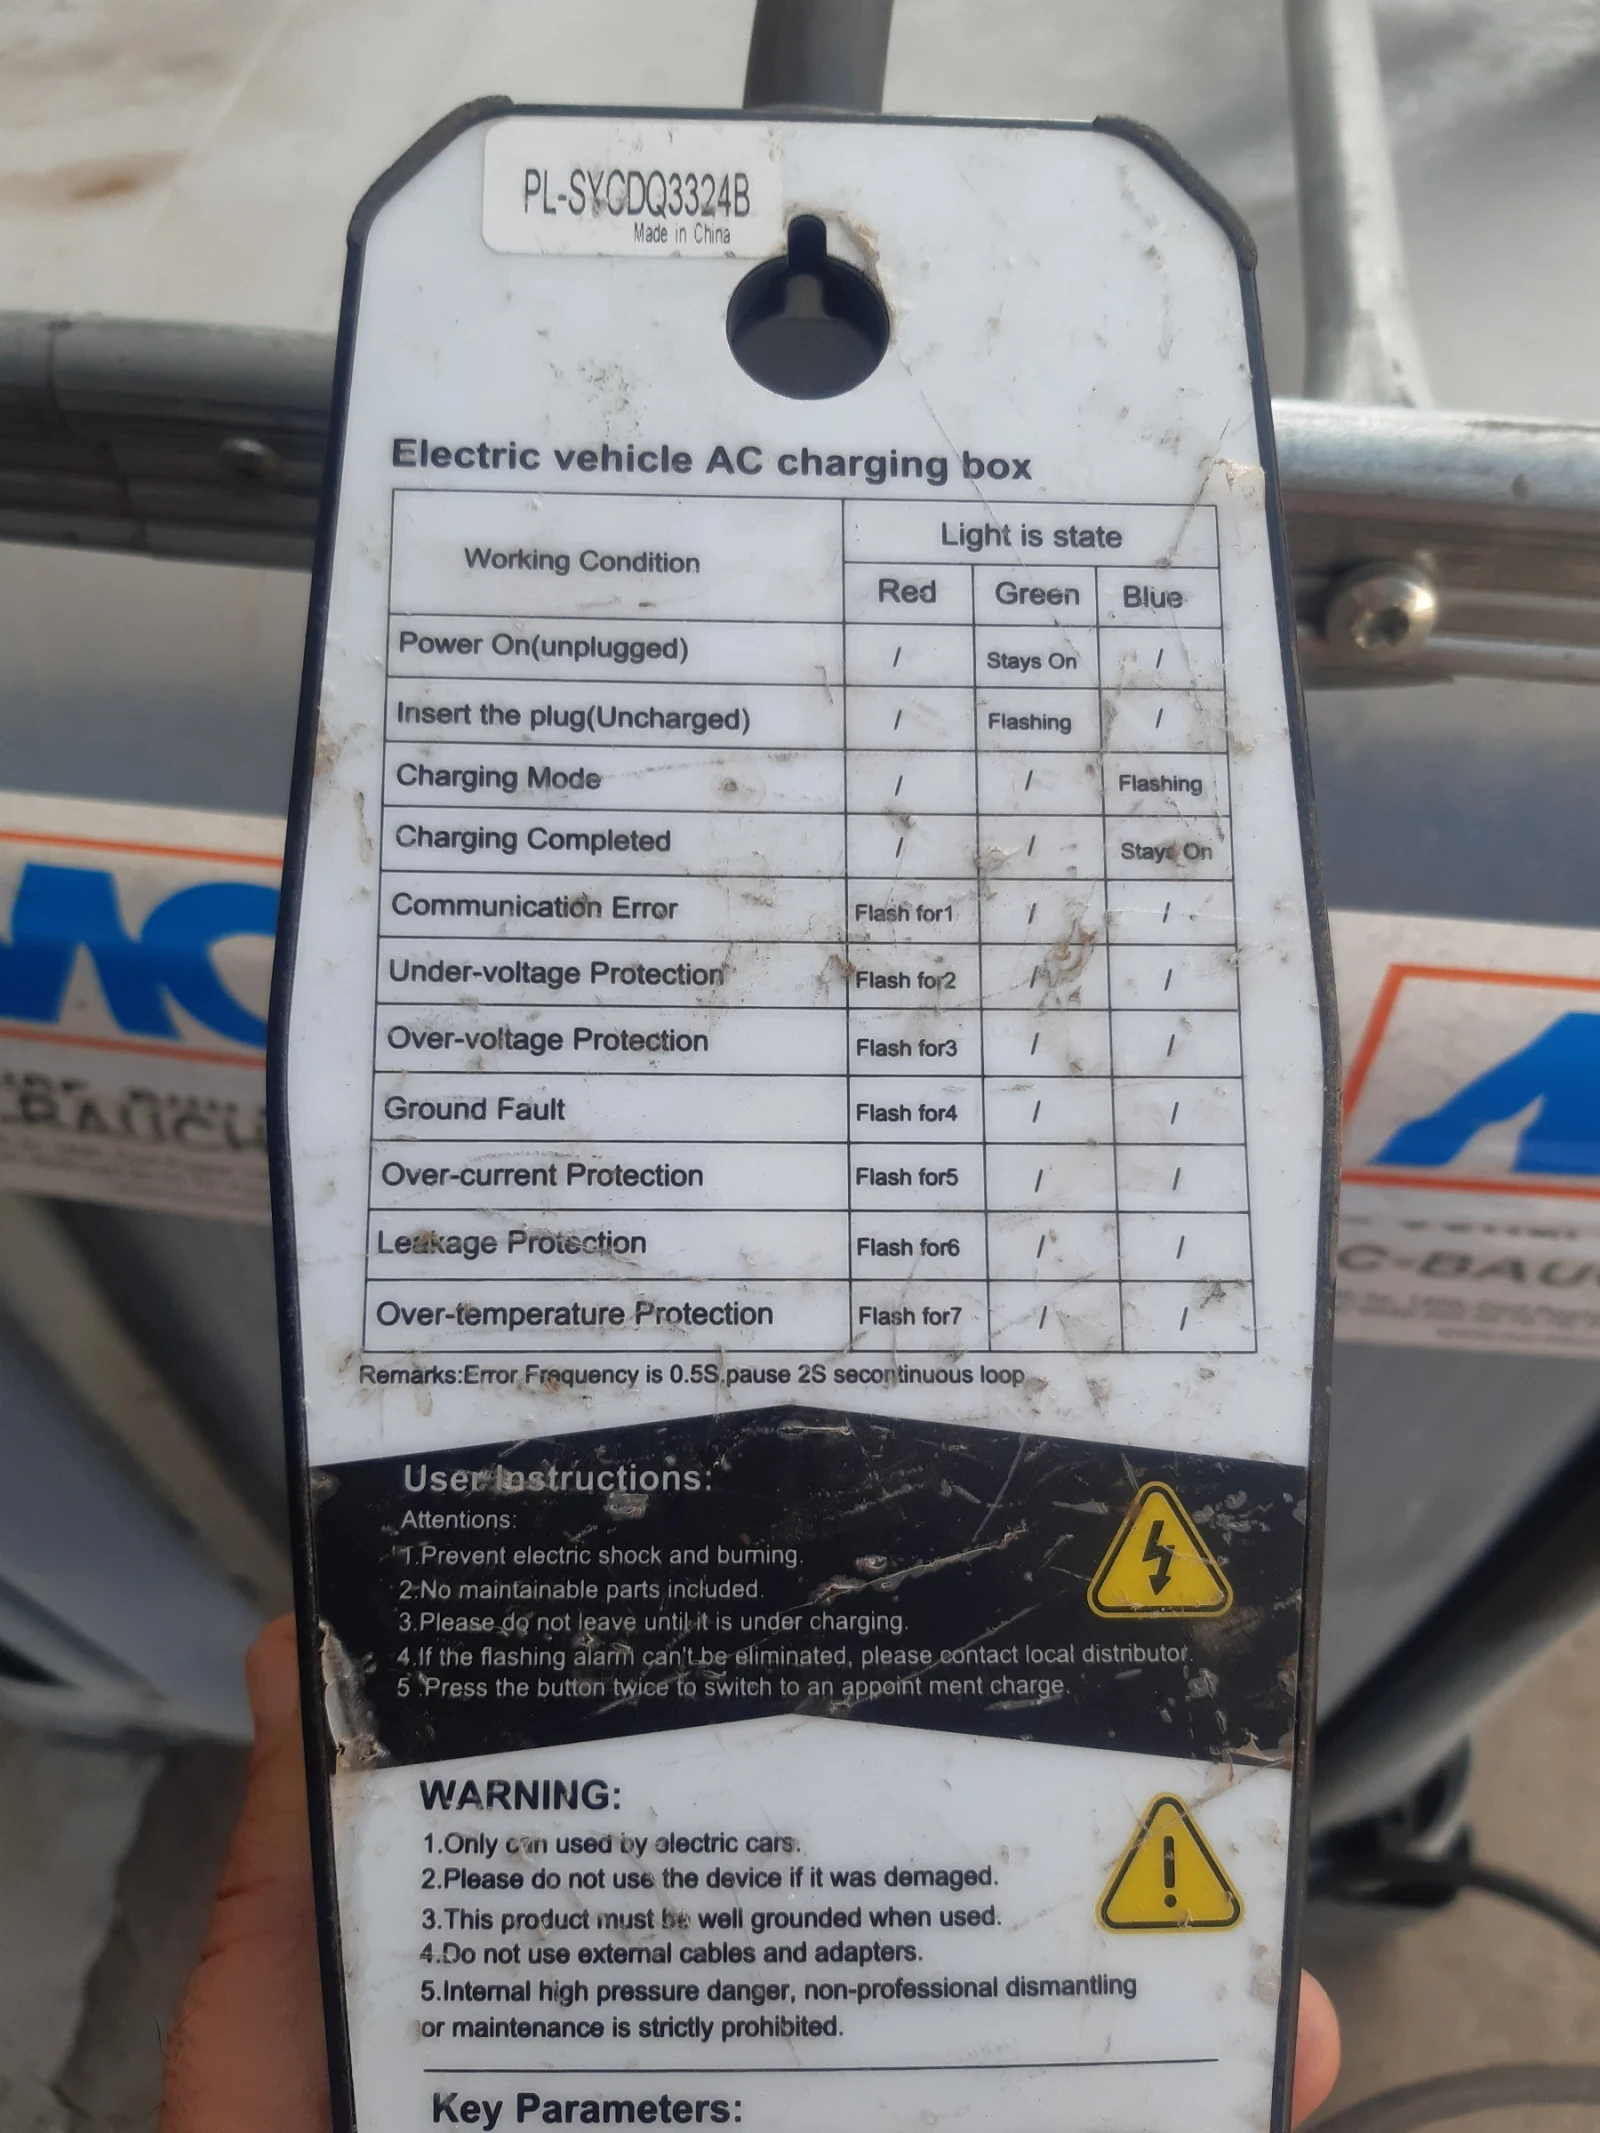 PL-SYCDQ3324B
Made in China
Electric vehicle AC charging box
Working Condition Light is state
Red Green Blue
Power On(unplugged) / Stays On /
Insert the plug(Uncharged) / Flashing /
Charging Mode / / Flashing
Charging Completed / / Stays On
Communication Error Flash for1 / /
Under-voltage Protection Flash for2 / /
Over-voltage Protection Flash for3 / /
Ground Fault Flash for4 / /
Over-current Protection Flash for5 / /
Leakage Protection Flash for6 / /
Over-temperature Protection Flash for7 / /
Remarks:Error Frequency is 0.5S,pause 2S secontinuous loop
User Instructions:
Attentions:
1.Prevent electric shock and burning.
2.No maintainable parts included.
3.Please do not leave until it is under charging.
4.If the flashing alarm can't be eliminated, please contact local distributor.
5 .Press the button twice to switch to an appoint ment charge.
WARNING:
1.Only can used by electric cars.
2.Please do not use the device if it was damaged.
3.This product must be well grounded when used.
4.Do not use external cables and adapters.
5.Internal high pressure danger, non-professional dismantling
or maintenance is strictly prohibited.
Key Parameters: